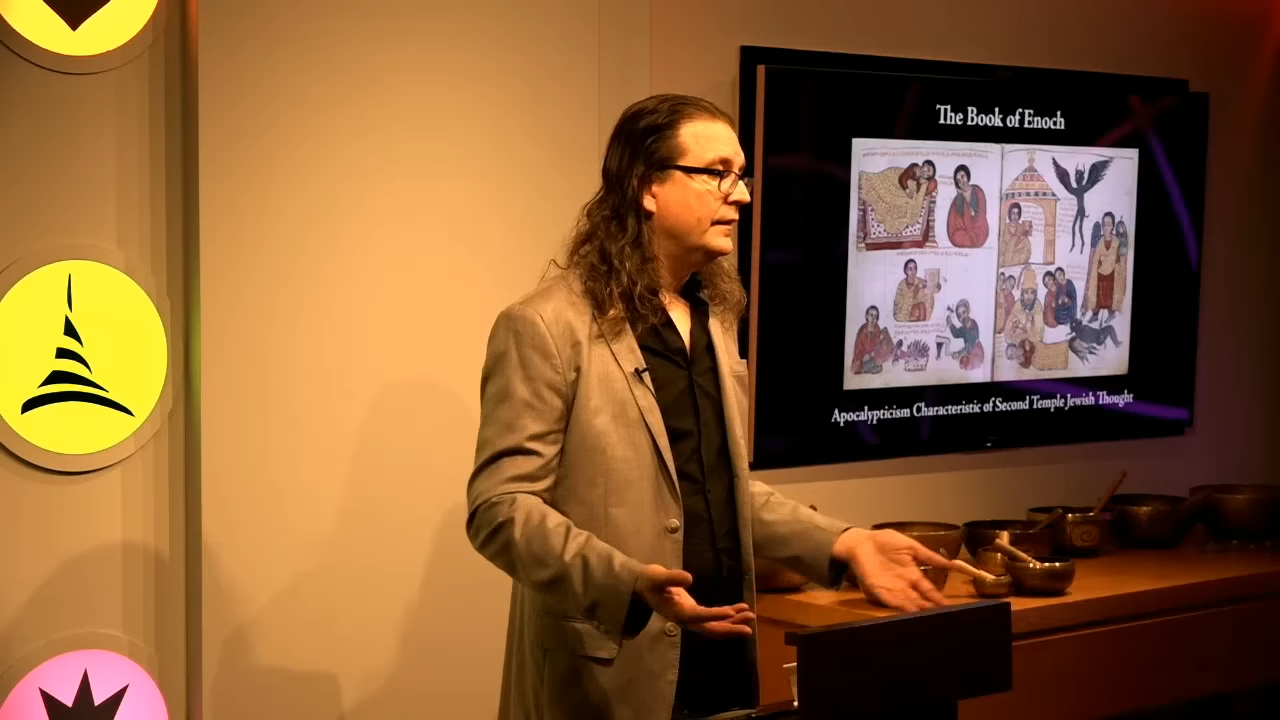 The Book of Enoch
Apocalypticism Characteristic of Second Temple Jewish Thought